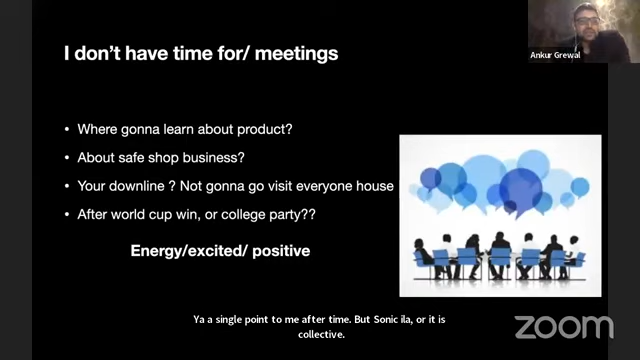 Ankur Grewal
I don't have time for/ meetings
• Where gonna learn about product?
• About safe shop business?
• Your downline ? Not gonna go visit everyone house
• After world cup win, or college party??
Energy/excited/ positive
Ya a single point to me after time. But Sonic ila, or it is
collective.
zoom